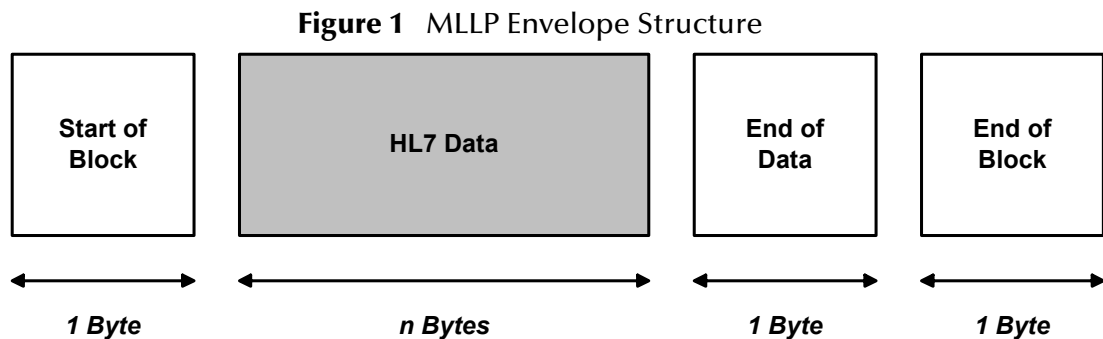 Figure 1 MLLP Envelope Structure
Start of
Block
HL7 Data
End of
Data
End of
Block
1 Byte
n Bytes
1 Byte
1 Byte